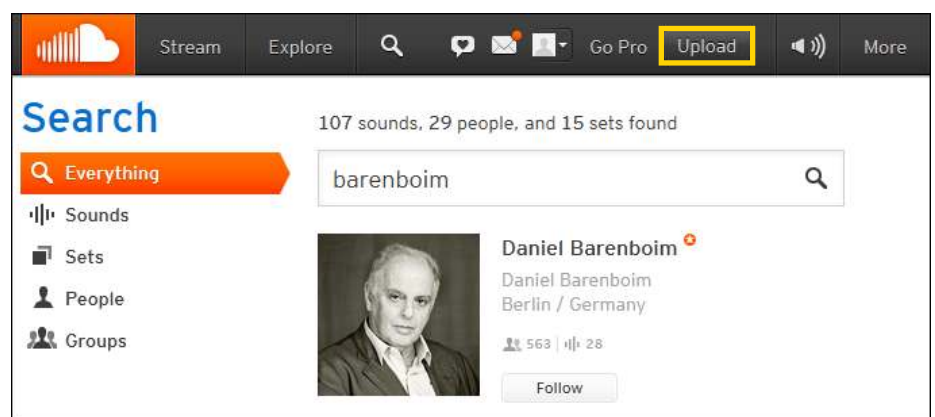 Stream Explore Go Pro Upload More
Search
107 sounds, 29 people, and 15 sets found
Everything
barenboim
Sounds
Sets
People
Groups
Daniel Barenboim
Daniel Barenboim
Berlin / Germany
563 28
Follow